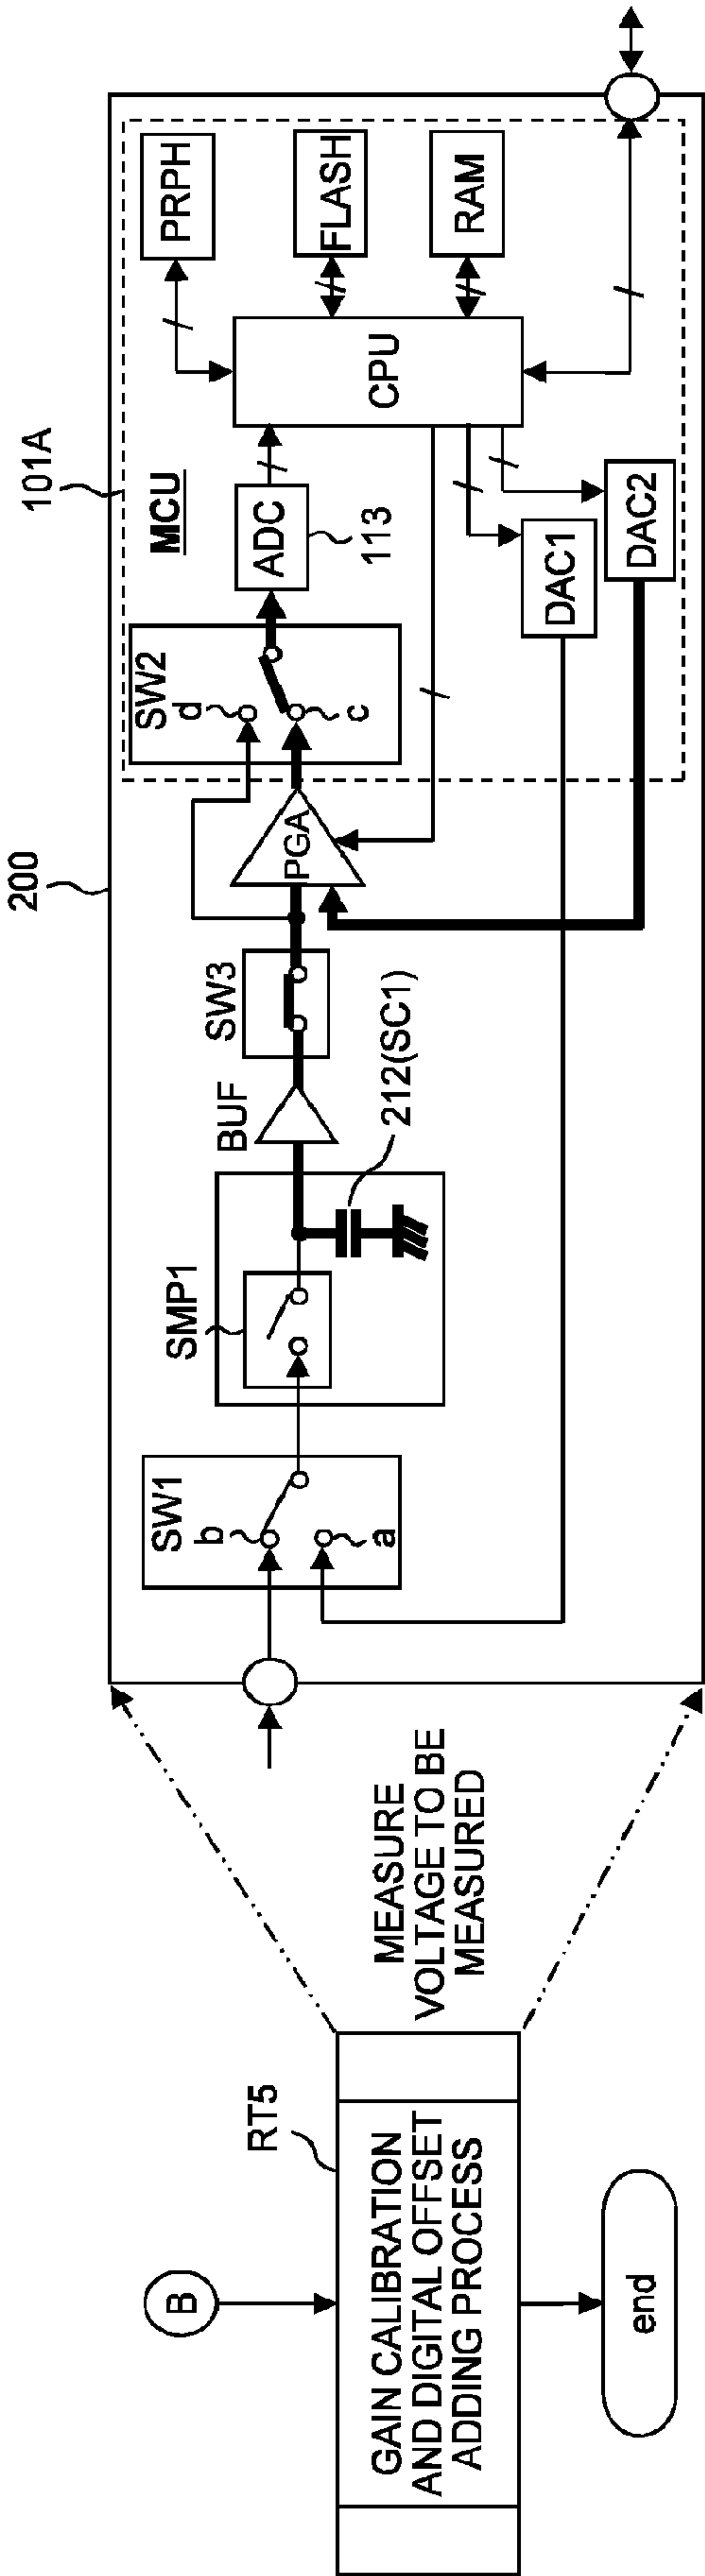 B
RT5
GAIN CALIBRATION
AND DIGITAL OFFSET
ADDING PROCESS
end
MEASURE
VOLTAGE TO BE
MEASURED
200
101A
SW1
b
a
SMP1
212(SC1)
BUF
SW3
PGA
SW2
d
c
MCU
ADC
113
CPU
PRPH
FLASH
RAM
DAC1
DAC2